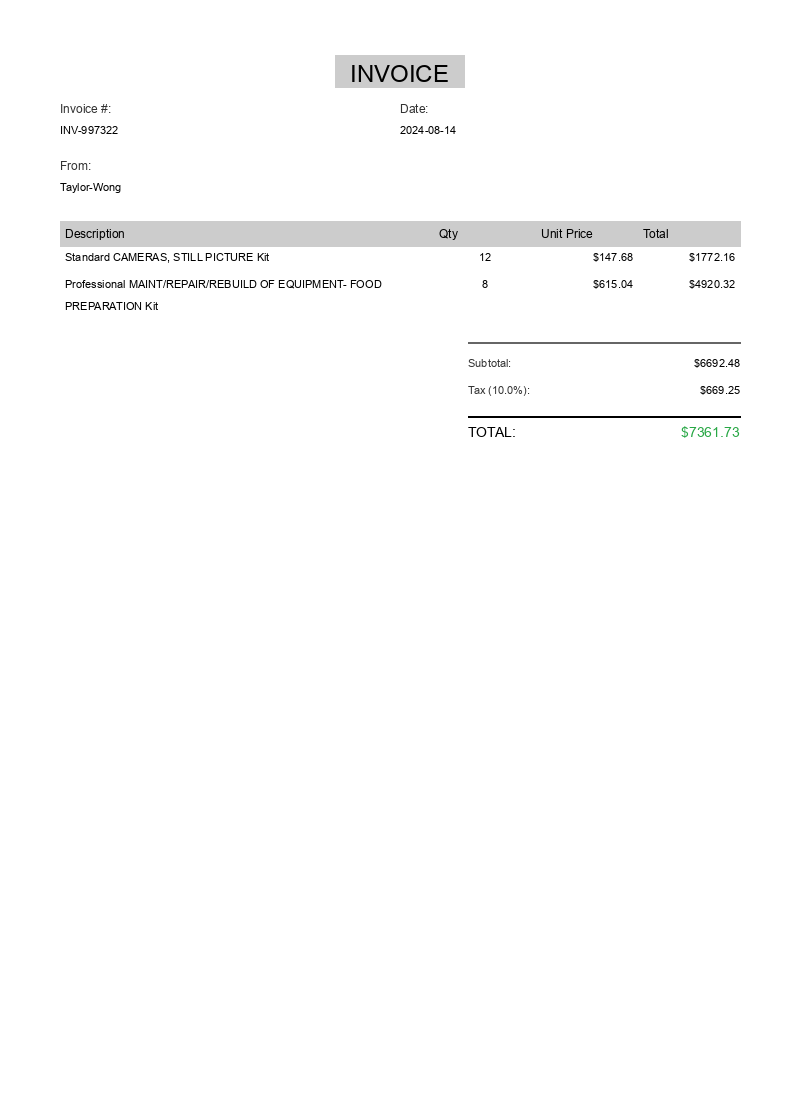 INVOICE
Invoice #:
Date:
INV-997322
2024-08-14
From:
Taylor-Wong
Description Qty Unit Price Total
Standard CAMERAS, STILL PICTURE Kit 12 $147.68 $1772.16
Professional MAINT/REPAIR/REBUILD OF EQUIPMENT- FOOD 8 $615.04 $4920.32
PREPARATION Kit
Subtotal: $6692.48
Tax (10.0%): $669.25
TOTAL: $7361.73